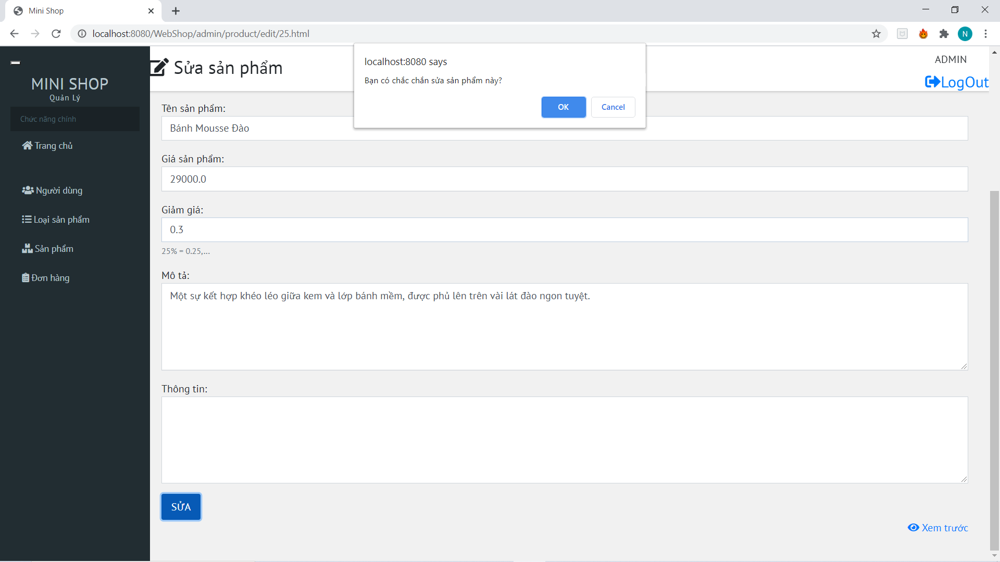 Mini Shop
localhost:8080/WebShop/admin/product/edit/25.html
N
localhost:8080 says
Bạn có chắc chắn sửa sản phẩm này?
OK
Cancel
MINI SHOP
Quản Lý
Chức năng chính
Trang chủ
Người dùng
Loại sản phẩm
Sản phẩm
Đơn hàng
Sửa sản phẩm
ADMIN
LogOut
Tên sản phẩm:
Bánh Mousse Đào
Giá sản phẩm:
29000.0
Giảm giá:
0.3
25% = 0.25,...
Mô tả:
Một sự kết hợp khéo léo giữa kem và lớp bánh mềm, được phủ lên trên vài lát đào ngon tuyệt.
Thông tin:
SỬA
Xem trước